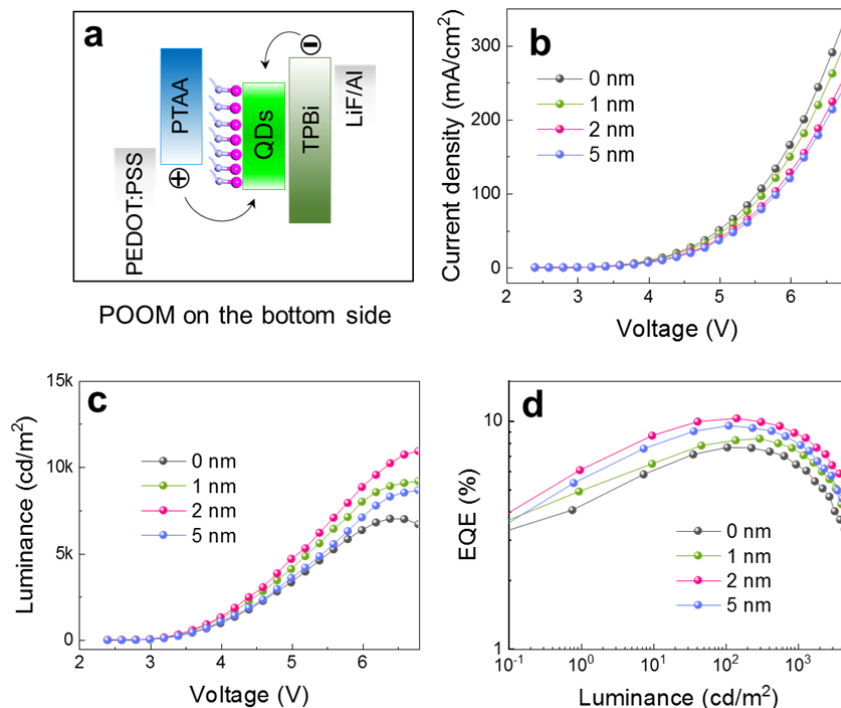 a
PEDOT:PSS
PTAA
QDs
TPBi
LiF/Al
POOM on the bottom side
b
Current density (mA/cm²)
300
200
100
0
0 nm
1 nm
2 nm
5 nm
2 3 4 5 6
Voltage (V)
c
Luminance (cd/m²)
15k
10k
5k
0
0 nm
1 nm
2 nm
5 nm
2 3 4 5 6
Voltage (V)
d
EQE (%)
10
1
0 nm
1 nm
2 nm
5 nm
10⁻¹ 10⁰ 10¹ 10² 10³
Luminance (cd/m²)